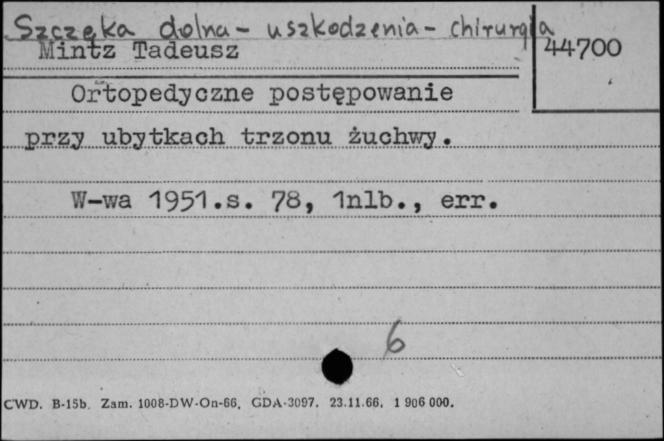 Szczęka dolna - uszkodzenia - chirurgia
Mintz Tadeusz
44700
Ortopedyczne postępowanie
przy ubytkach trzonu żuchwy.
W-wa 1951.s. 78, 1nlb., err.
6
CWD. B-15b. Zam. 1008-DW-On-66. GDA-3097. 23.11.66. 1 906 000.